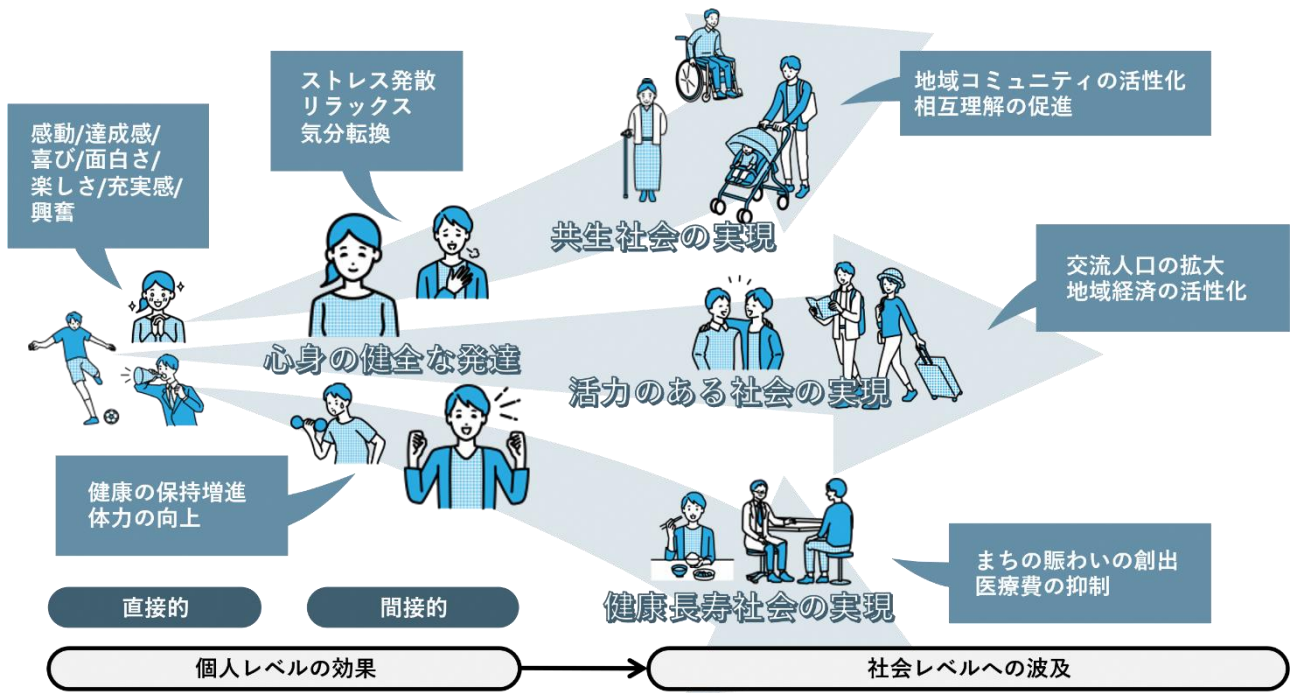 感動/達成感/
喜び/面白さ/
楽しさ/充実感/
興奮
ストレス発散
リラックス
気分転換
地域コミュニティの活性化
相互理解の促進
共生社会の実現
交流人口の拡大
地域経済の活性化
心身の健全な発達
活力のある社会の実現
健康の保持増進
体力の向上
まちの賑わいの創出
医療費の抑制
健康長寿社会の実現
直接的
間接的
個人レベルの効果
社会レベルへの波及